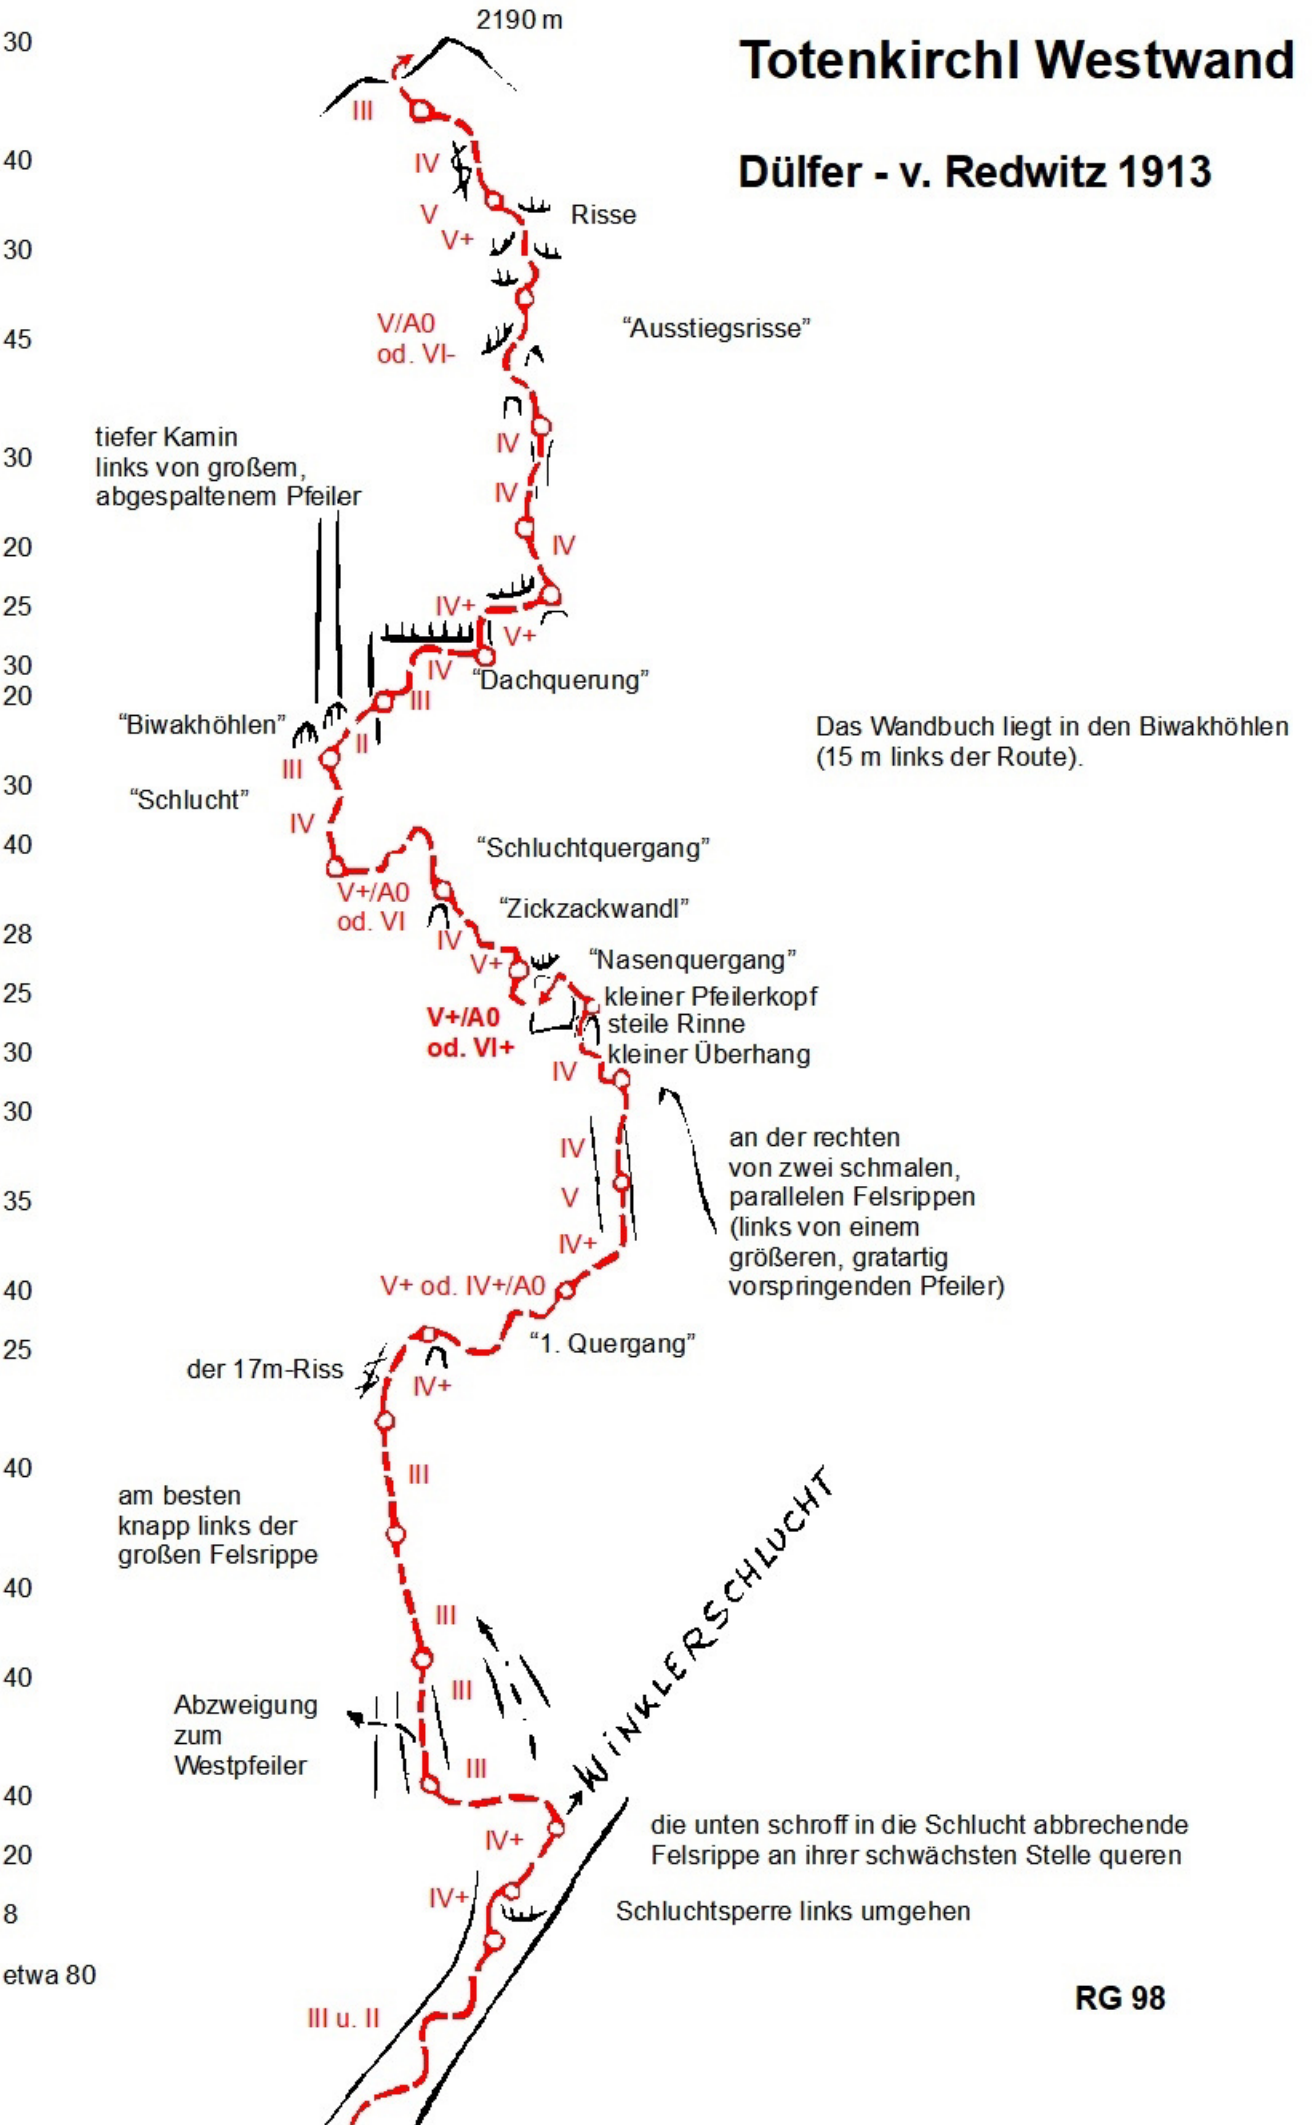 2190 m
30
Totenkirchl Westwand
III
40
IV
Dülfer - v. Redwitz 1913
V
Risse
V+
30
V/A0
od. VI-
“Ausstiegsrisse”
45
tiefer Kamin
links von großem,
abgespaltenem Pfeiler
IV
30
IV
20
IV
25
IV+
V+
30
IV
“Dachquerung”
20
III
“Biwakhöhlen”
II
Das Wandbuch liegt in den Biwakhöhlen
(15 m links der Route).
III
30
“Schlucht”
IV
40
“Schluchtquergang”
V+/A0
od. VI
“Zickzackwandl”
28
IV
V+
“Nasenquergang”
25
kleiner Pfeilerkopf
V+/A0
od. VI+
steile Rinne
30
kleiner Überhang
IV
30
an der rechten
von zwei schmalen,
parallelen Felsrippen
(links von einem
größeren, gratartig
vorspringenden Pfeiler)
IV
35
V
IV+
40
V+ od. IV+/A0
25
“1. Quergang”
der 17m-Riss
IV+
40
III
am besten
knapp links der
großen Felsrippe
WINKLERSCHLUCHT
40
III
40
III
Abzweigung
zum
Westpfeiler
III
40
die unten schroff in die Schlucht abbrechende
Felsrippe an ihrer schwächsten Stelle queren
IV+
20
IV+
8
Schluchtsperre links umgehen
etwa 80
RG 98
III u. II